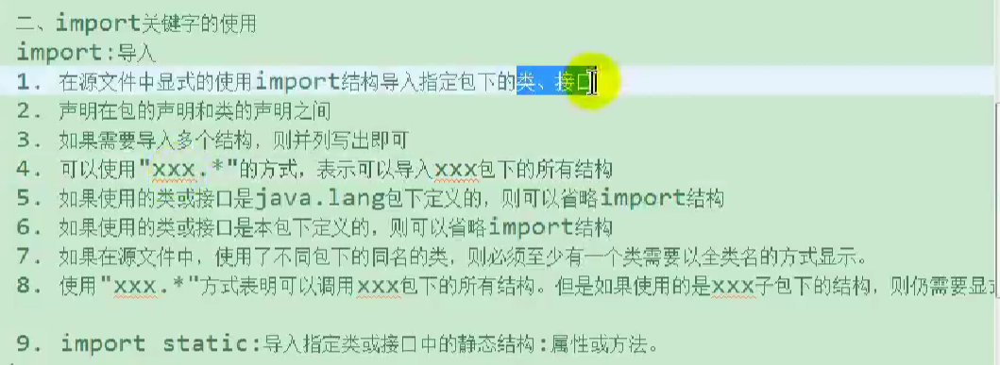 二、import关键字的使用
import:导入
1. 在源文件中显式的使用import结构导入指定包下的类、接口
2. 声明在包的声明和类的声明之间
3. 如果需要导入多个结构，则并列写出即可
4. 可以使用"xxx.*"的方式，表示可以导入xxx包下的所有结构
5. 如果使用的类或接口是java.lang包下定义的，则可以省略import结构
6. 如果使用的类或接口是本包下定义的，则可以省略import结构
7. 如果在源文件中，使用了不同包下的同名的类，则必须至少有一个类需要以全类名的方式显示。
8. 使用"xxx.*"方式表明可以调用xxx包下的所有结构。但是如果使用的是xxx子包下的结构，则仍需要显
9. import static:导入指定类或接口中的静态结构:属性或方法。